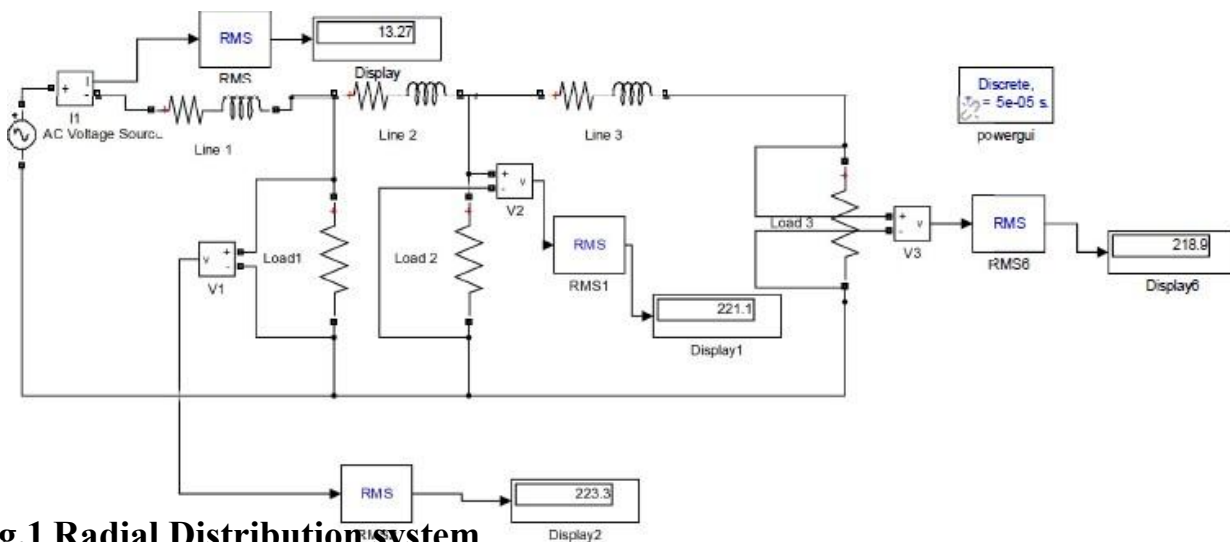 RMS
13.27
RMS
Display
I1
AC Voltage Source
Line 1
Line 2
Line 3
Discrete,
= 5e-05 s.
powergui
V2
Load1
Load 2
RMS
RMS1
V1
221.1
Display1
Load 3
V3
RMS
RMS6
218.9
Display6
RMS
223.3
Display2
g.1 Radial Distribution system